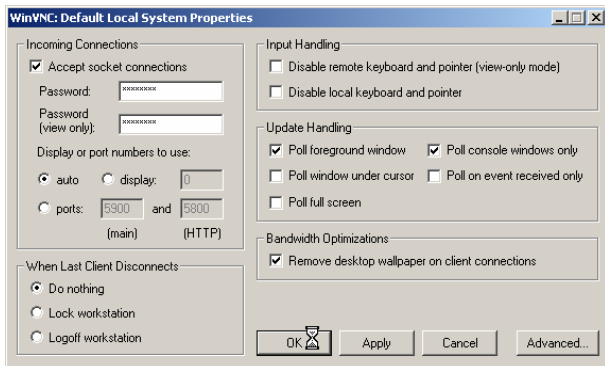 WinVNC: Default Local System Properties
Incoming Connections
Accept socket connections
Password: xxxxxxxx
Password
(view only): xxxxxxxx
Display or port numbers to use:
auto display: 0
ports: 5900 and 5800
(main) (HTTP)
When Last Client Disconnects
Do nothing
Lock workstation
Logoff workstation
Input Handling
Disable remote keyboard and pointer (view-only mode)
Disable local keyboard and pointer
Update Handling
Poll foreground window Poll console windows only
Poll window under cursor Poll on event received only
Poll full screen
Bandwidth Optimizations
Remove desktop wallpaper on client connections
OK Apply Cancel Advanced...